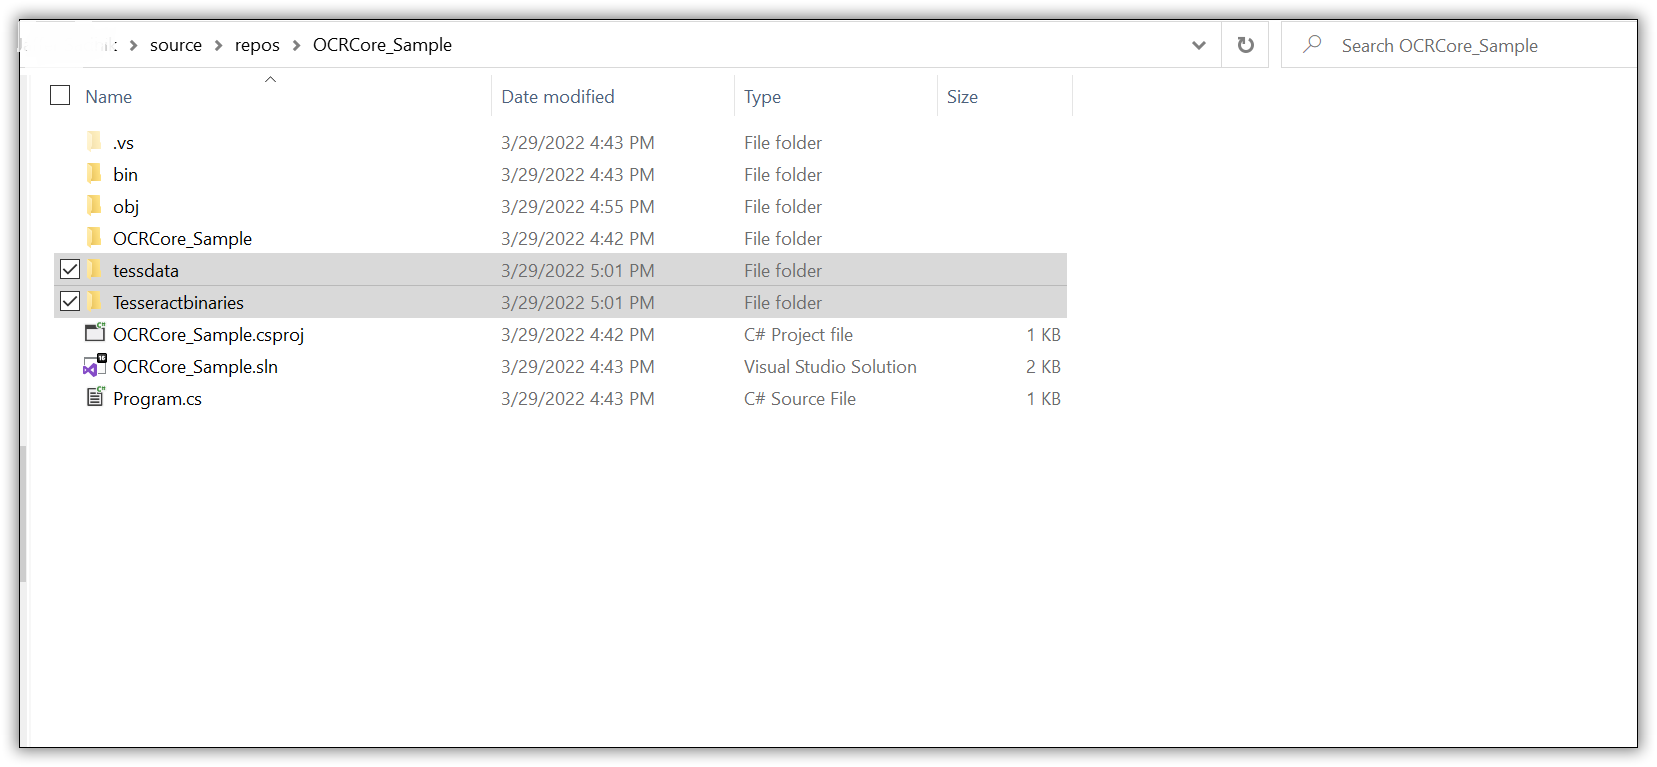 source > repos > OCRCore_Sample Search OCRCore_Sample
Name Date modified Type Size
.vs 3/29/2022 4:43 PM File folder
bin 3/29/2022 4:43 PM File folder
obj 3/29/2022 4:55 PM File folder
OCRCore_Sample 3/29/2022 4:42 PM File folder
tessdata 3/29/2022 5:01 PM File folder
Tesseractbinaries 3/29/2022 5:01 PM File folder
OCRCore_Sample.csproj 3/29/2022 4:42 PM C# Project file 1 KB
OCRCore_Sample.sln 3/29/2022 4:43 PM Visual Studio Solution 2 KB
Program.cs 3/29/2022 4:43 PM C# Source File 1 KB